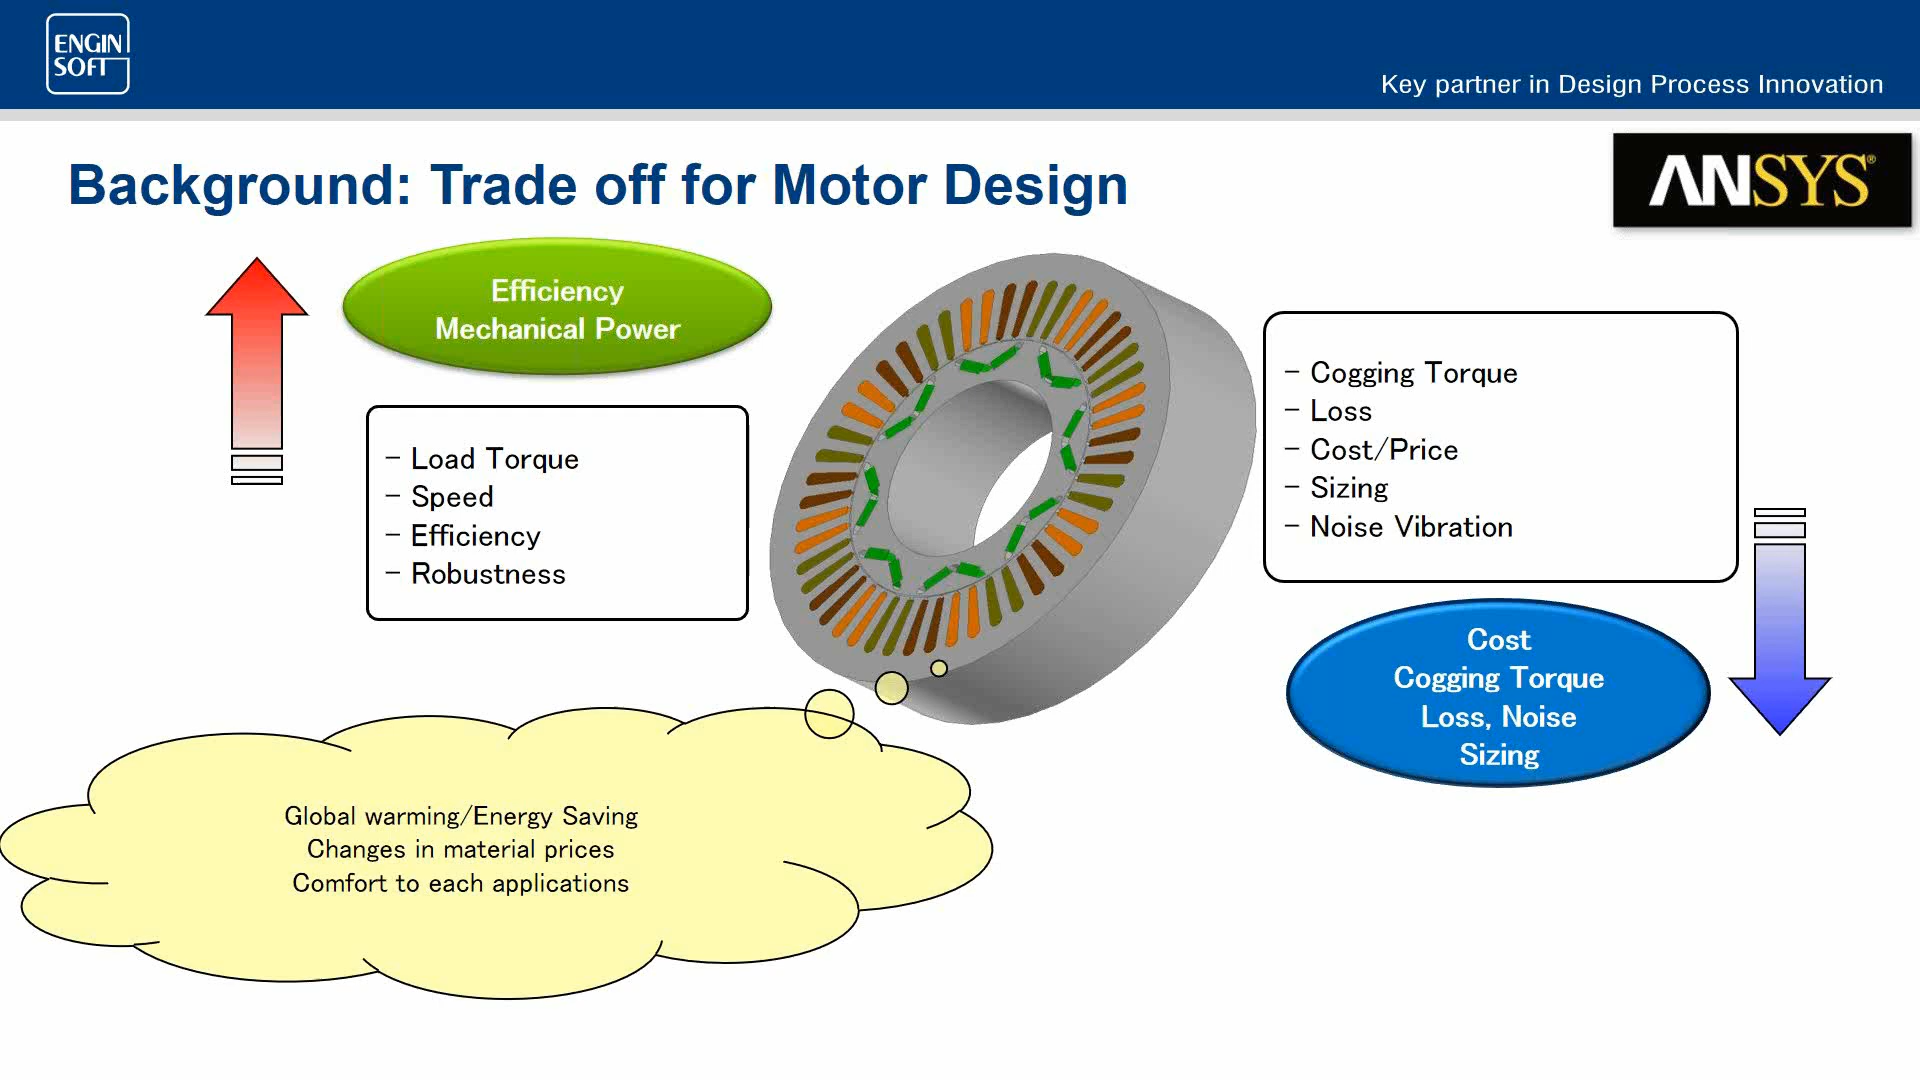 ENGIN
SOFT
Key partner in Design Process Innovation
Background: Trade off for Motor Design
ANSYS®
Efficiency
Mechanical Power
- Load Torque
- Speed
- Efficiency
- Robustness
- Cogging Torque
- Loss
- Cost/Price
- Sizing
- Noise Vibration
Cost
Cogging Torque
Loss, Noise
Sizing
Global warming/Energy Saving
Changes in material prices
Comfort to each applications